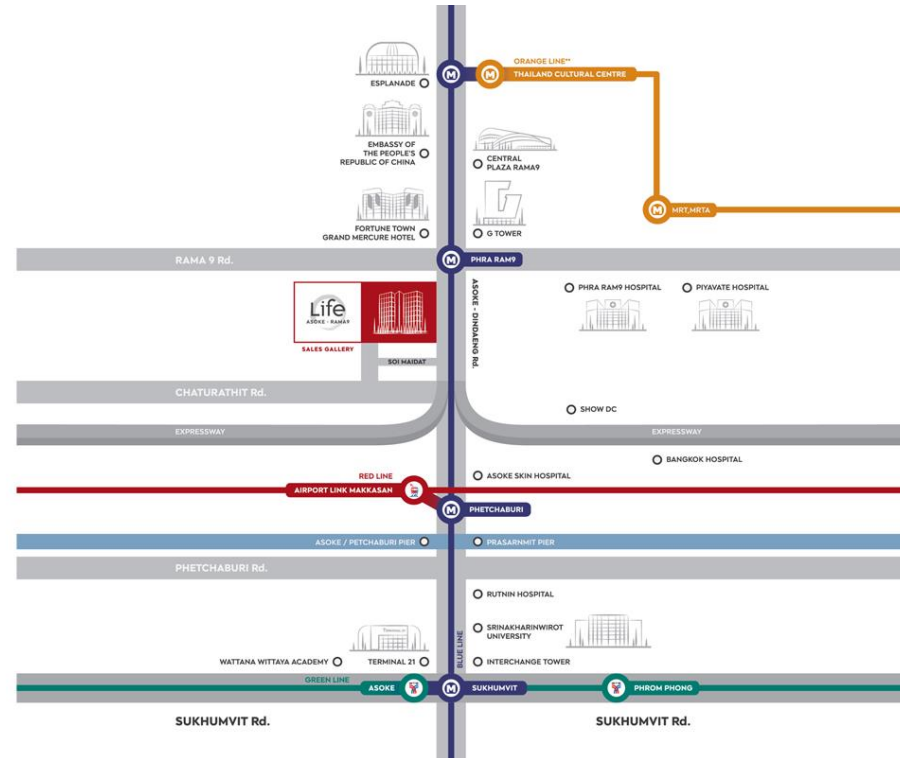 ORANGE LINE**
THAILAND CULTURAL CENTRE
ESPLANADE
EMBASSY OF
THE PEOPLE'S
REPUBLIC OF CHINA
CENTRAL
PLAZA RAMA9
MRT,MRTA
FORTUNE TOWN
GRAND MERCURE HOTEL
G TOWER
RAMA 9 Rd.
PHRA RAM9
Life
ASOKE - RAMA9
SALES GALLERY
ASOKE - DINDAENG Rd.
PHRA RAM9 HOSPITAL
PIYAVATE HOSPITAL
SOI MAIDAT
CHATURATHIT Rd.
SHOW DC
EXPRESSWAY
EXPRESSWAY
BANGKOK HOSPITAL
RED LINE
ASOKE SKIN HOSPITAL
AIRPORT LINK MAKKASAN
PHETCHABURI
ASOKE / PETCHABURI PIER
PRASARNMIT PIER
PHETCHABURI Rd.
RUTNIN HOSPITAL
SRINAKHARINWIROT
UNIVERSITY
BLUE LINE
WATTANA WITTAYA ACADEMY
TERMINAL 21
INTERCHANGE TOWER
GREEN LINE
ASOKE
SUKHUMVIT
PHROM PHONG
SUKHUMVIT Rd.
SUKHUMVIT Rd.